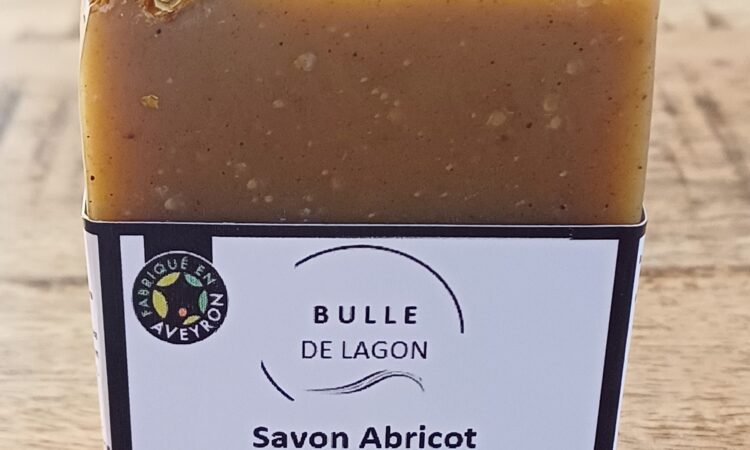 FABRIQUÉ EN
AVEYRON
BULLE
DE LAGON
Savon Abricot